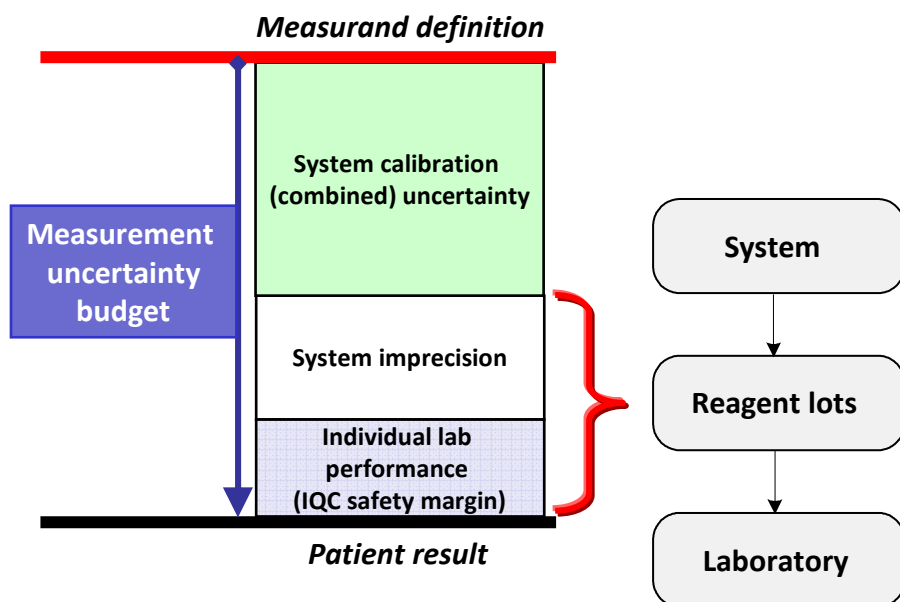 Measurand definition
System calibration
(combined) uncertainty
Measurement
uncertainty
budget
System imprecision
Individual lab
performance
(IQC safety margin)
Patient result
System
Reagent lots
Laboratory